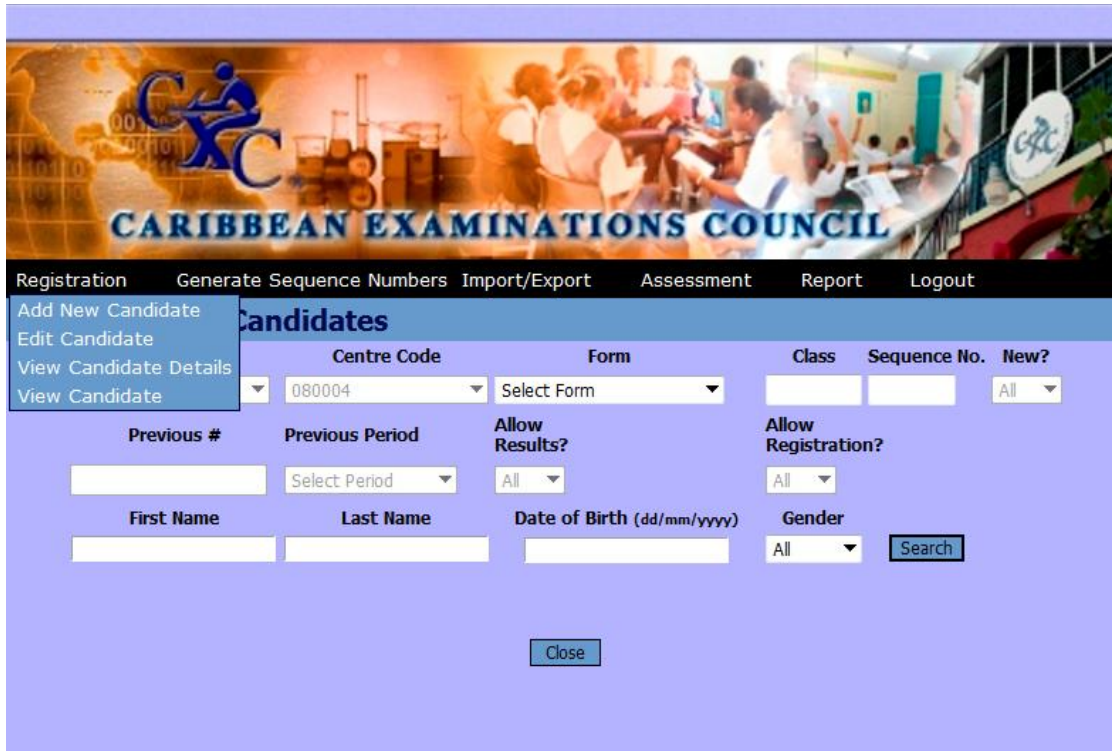 CXC
CXC
CARIBBEAN EXAMINATIONS COUNCIL
Registration Generate Sequence Numbers Import/Export Assessment Report Logout
Add New Candidate
Edit Candidate
View Candidate Details
View Candidate
Candidates
Centre Code Form Class Sequence No. New?
080004 Select Form All
Previous # Previous Period Allow Results? Allow Registration?
Select Period All All
First Name Last Name Date of Birth (dd/mm/yyyy) Gender
All Search
Close